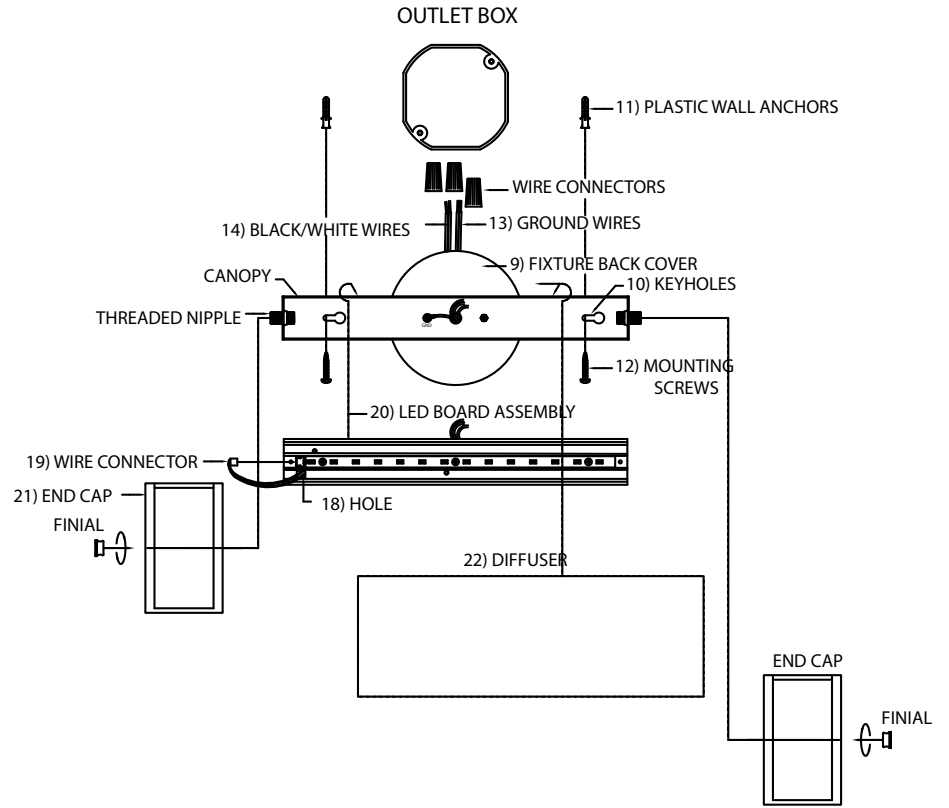 OUTLET BOX
11) PLASTIC WALL ANCHORS
WIRE CONNECTORS
14) BLACK/WHITE WIRES
13) GROUND WIRES
9) FIXTURE BACK COVER
CANOPY
10) KEYHOLES
THREADED NIPPLE
GND
12) MOUNTING
SCREWS
20) LED BOARD ASSEMBLY
19) WIRE CONNECTOR
21) END CAP
18) HOLE
FINIAL
22) DIFFUSER
END CAP
FINIAL